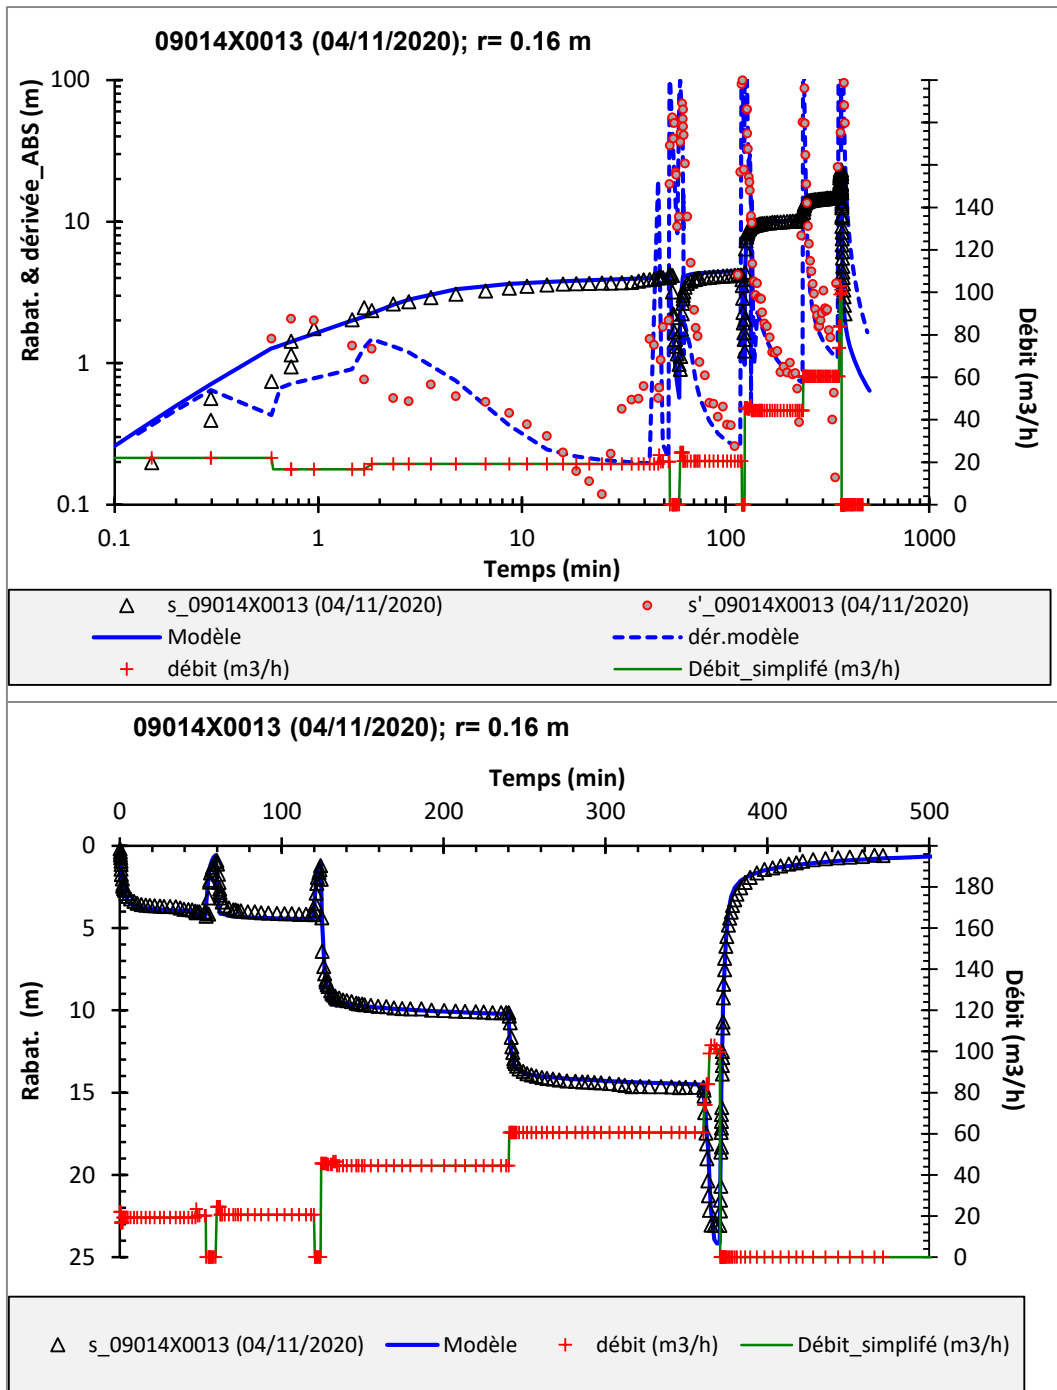 09014X0013 (04/11/2020); r= 0.16 m
Rabat. & dérivée_ABS (m)
100
10
1
0.1
0.1 1 10 100 1000
Temps (min)
140
120
100
80
60
40
20
0
Débit (m3/h)
s_09014X0013 (04/11/2020) s'_09014X0013 (04/11/2020)
Modèle dér.modèle
débit (m3/h) Débit_simplifé (m3/h)
09014X0013 (04/11/2020); r= 0.16 m
Temps (min)
0 100 200 300 400 500
Rabat. (m)
0
5
10
15
20
25
180
160
140
120
100
80
60
40
20
0
Débit (m3/h)
s_09014X0013 (04/11/2020) Modèle débit (m3/h) Débit_simplifé (m3/h)